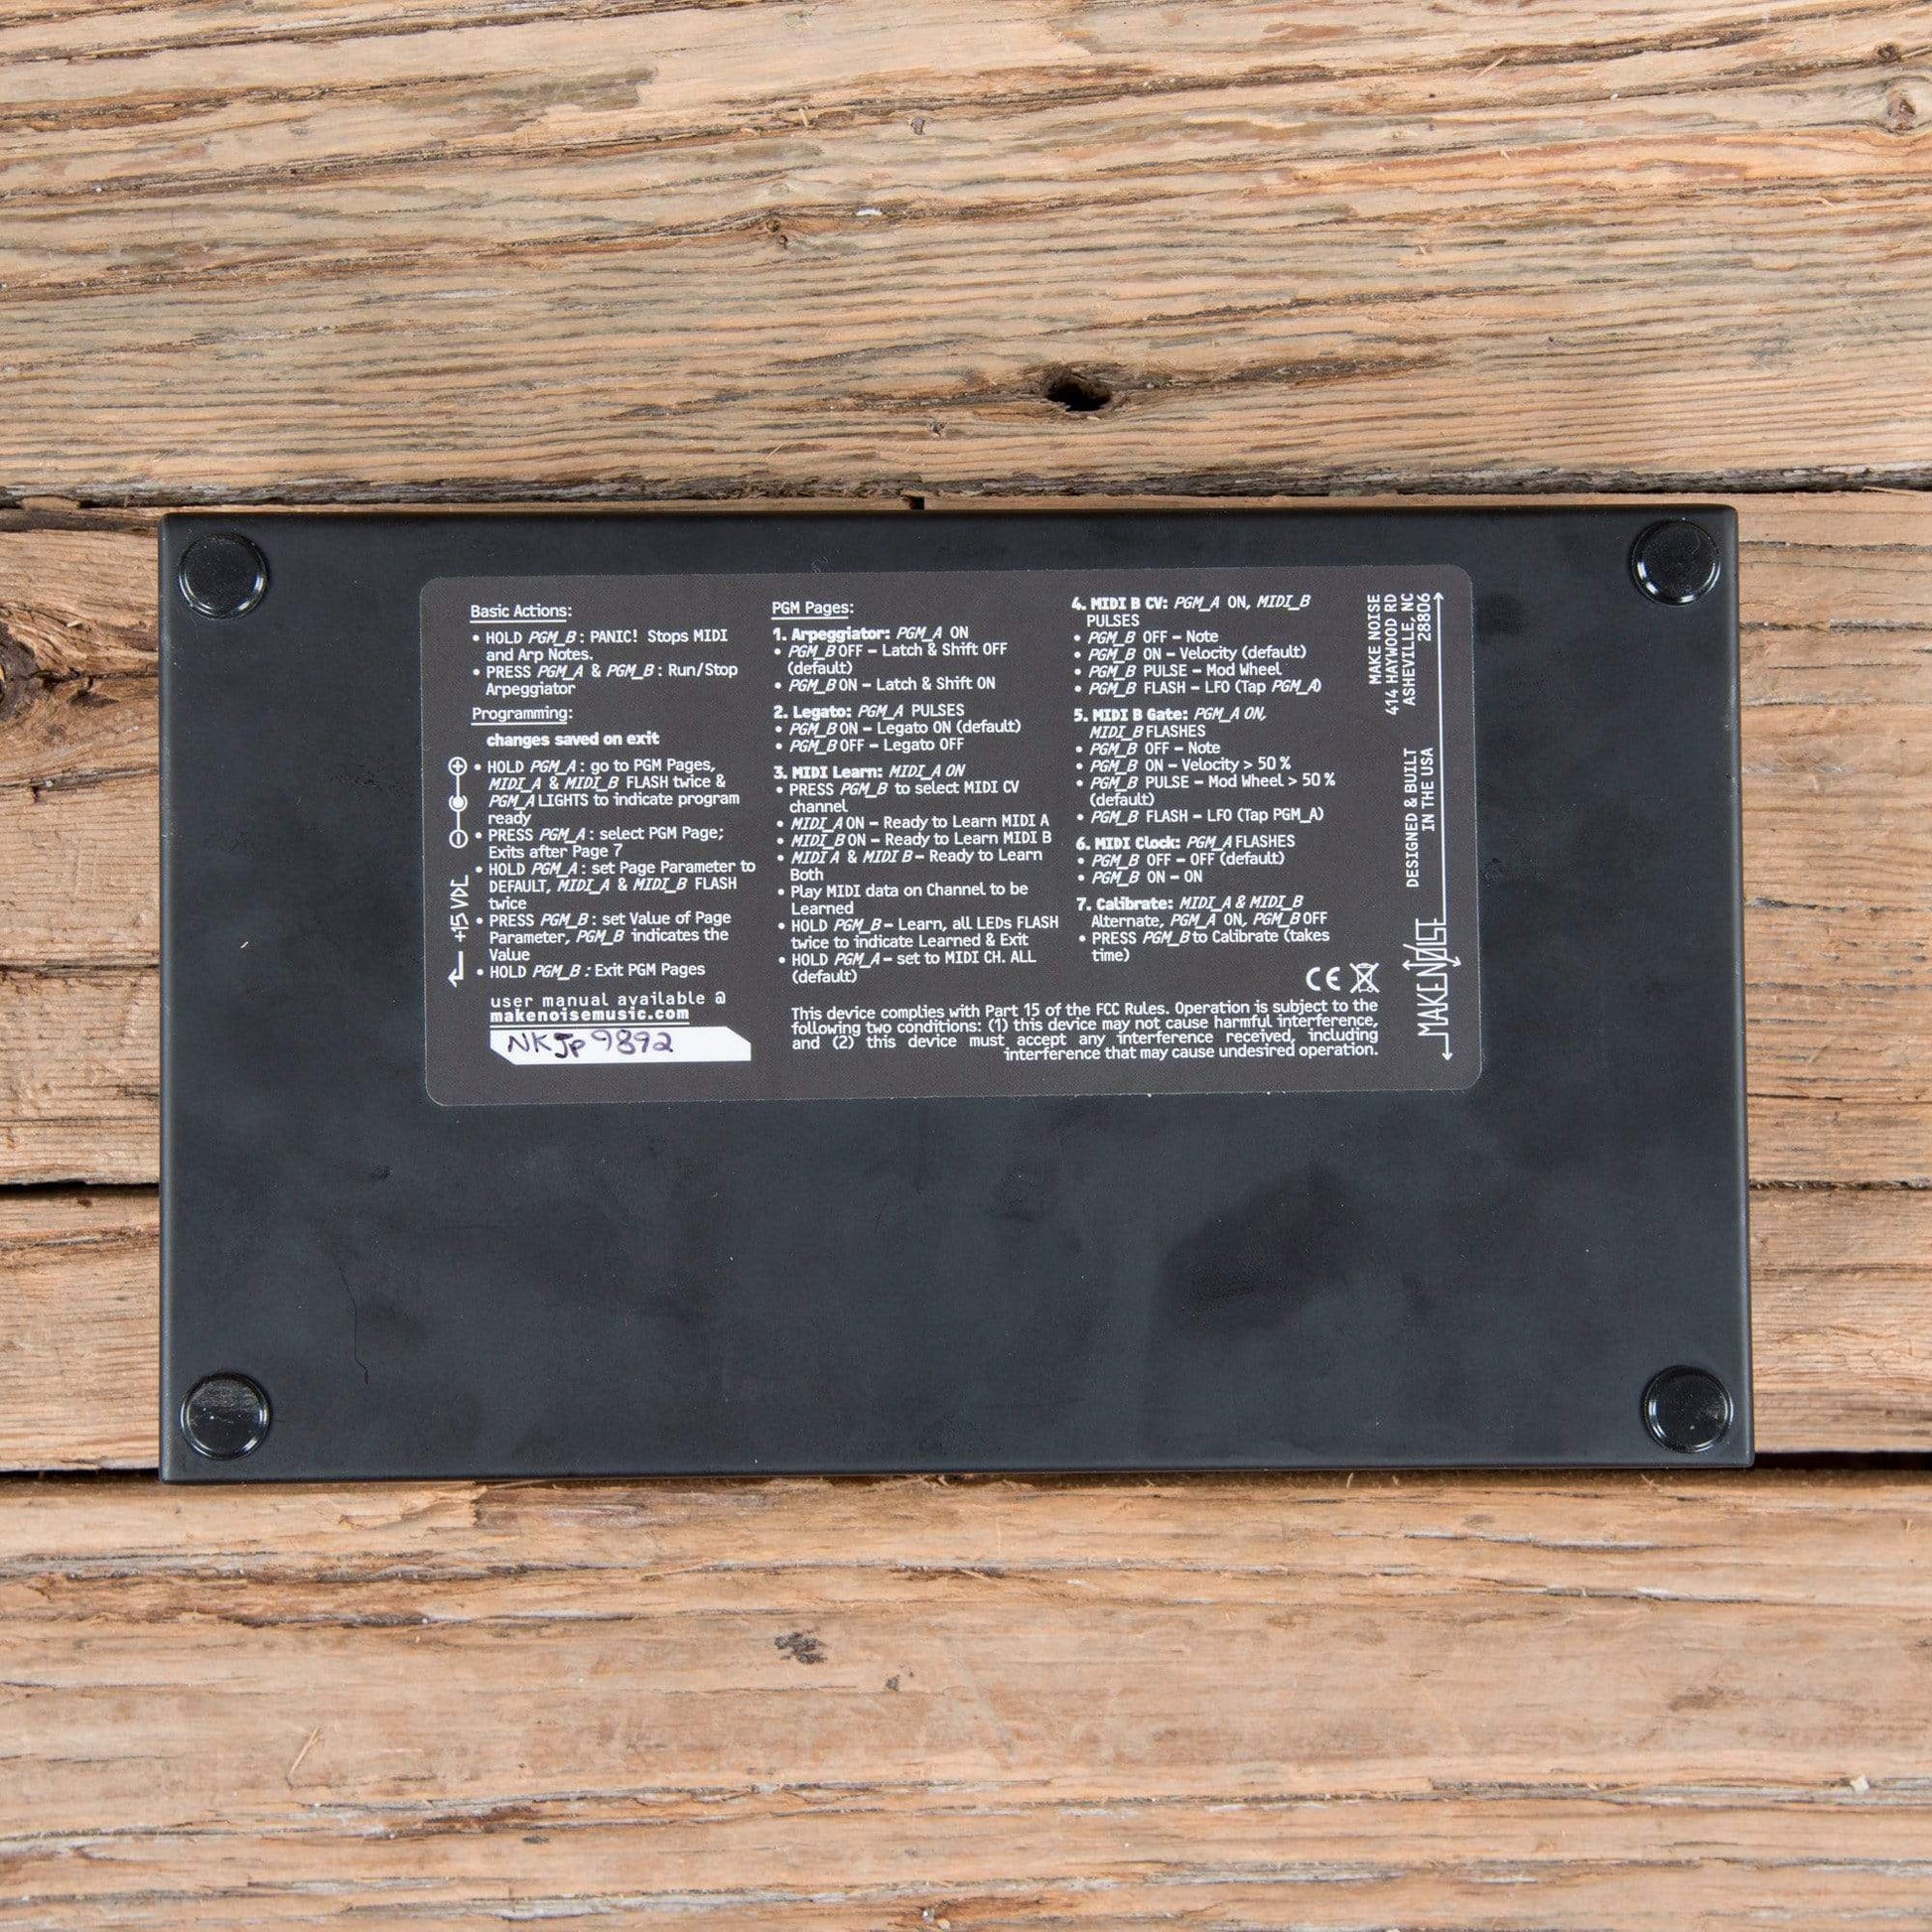 Basic Actions:
• HOLD PGM_B : PANIC! Stops MIDI
and Arp Notes.
• PRESS PGM_A & PGM_B : Run/Stop
Arpeggiator
Programming:
changes saved on exit
• HOLD PGM_A : go to PGM Pages,
MIDI_A & MIDI_B FLASH twice &
PGM_A LIGHTS to indicate program
ready
• PRESS PGM_A : select PGM Page;
Exits after Page 7
• HOLD PGM_A : set Page Parameter to
DEFAULT, MIDI_A & MIDI_B FLASH
twice
• PRESS PGM_B : set Value of Page
Parameter, PGM_B indicates the
Value
• HOLD PGM_B : Exit PGM Pages
user manual available @
makenoisemusic.com
NKJP 9892
+15 VDC
PGM Pages:
1. Arpeggiator: PGM_A ON
• PGM_B OFF – Latch & Shift OFF
(default)
• PGM_B ON – Latch & Shift ON
2. Legato: PGM_A PULSES
• PGM_B ON – Legato ON (default)
• PGM_B OFF – Legato OFF
3. MIDI Learn: MIDI_A ON
• PRESS PGM_B to select MIDI CV
channel
• MIDI_A ON – Ready to Learn MIDI A
• MIDI_B ON – Ready to Learn MIDI B
• MIDI A & MIDI B – Ready to Learn
Both
• Play MIDI data on Channel to be
Learned
• HOLD PGM_B – Learn, all LEDs FLASH
twice to indicate Learned & Exit
• HOLD PGM_A – set to MIDI CH. ALL
(default)
4. MIDI B CV: PGM_A ON, MIDI_B
PULSES
• PGM_B OFF – Note
• PGM_B ON – Velocity (default)
• PGM_B PULSE – Mod Wheel
• PGM_B FLASH – LFO (Tap PGM_A)
5. MIDI B Gate: PGM_A ON,
MIDI_B FLASHES
• PGM_B OFF – Note
• PGM_B ON – Velocity > 50 %
• PGM_B PULSE – Mod Wheel > 50 %
(default)
• PGM_B FLASH – LFO (Tap PGM_A)
6. MIDI Clock: PGM_A FLASHES
• PGM_B OFF – OFF (default)
• PGM_B ON – ON
7. Calibrate: MIDI_A & MIDI_B
Alternate, PGM_A ON, PGM_B OFF
• PRESS PGM_B to Calibrate (takes
time)
CE
This device complies with Part 15 of the FCC Rules. Operation is subject to the
following two conditions: (1) this device may not cause harmful interference,
and (2) this device must accept any interference received, including
interference that may cause undesired operation.
MAKE NOISE
414 HAYWOOD RD
ASHEVILLE, NC
28806
DESIGNED & BUILT
IN THE USA
MAKENOISE